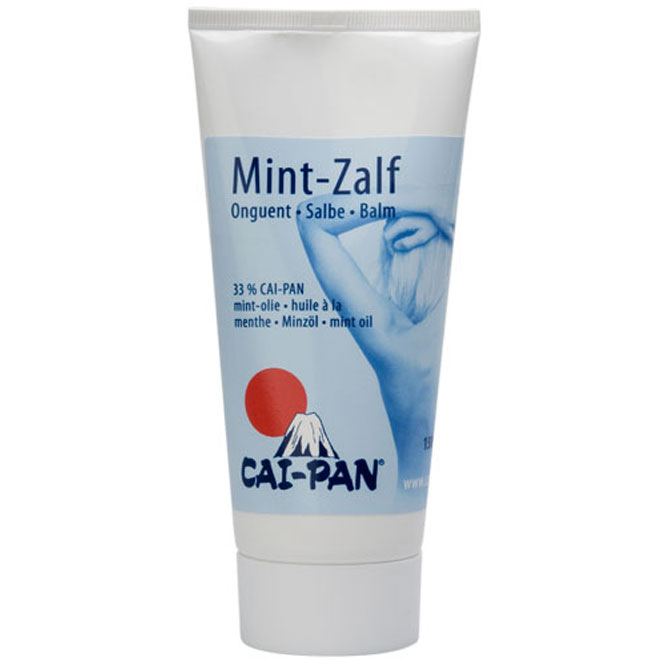 Mint-Zalf
Onguent • Salbe • Balm
33 % CAI-PAN
mint-olie • huile à la
menthe • Minzöl • mint oil
CAI-PAN®